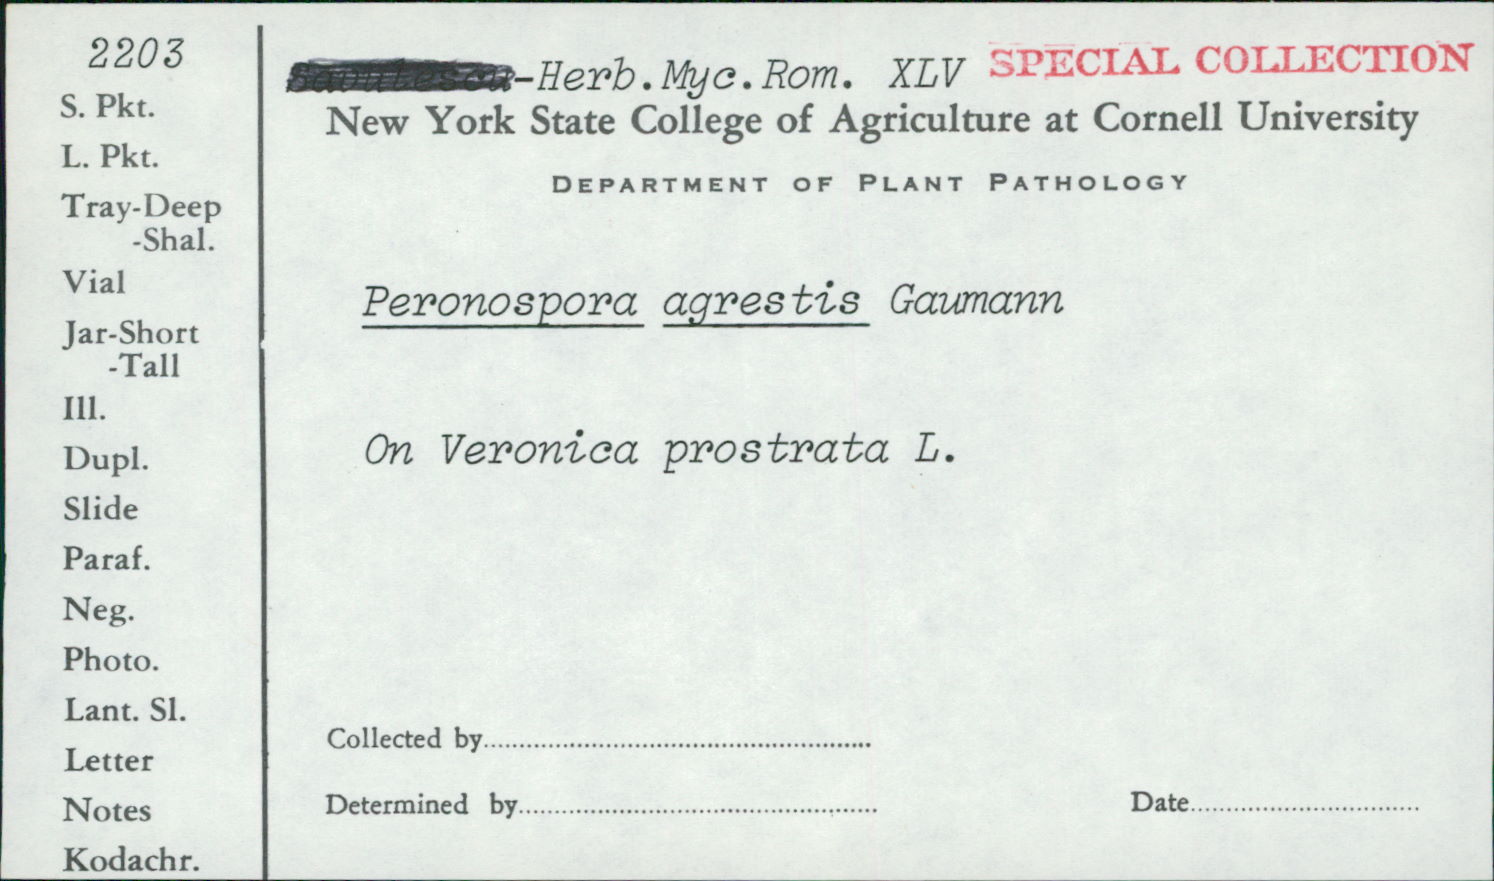 2203
S. Pkt.
L. Pkt.
Tray-Deep
-Shal.
Vial
Jar-Short
-Tall
Ill.
Dupl.
Slide
Paraf.
Neg.
Photo.
Lant. Sl.
Letter
Notes
Kodachr.
-Herb.Myc.Rom. XLV SPECIAL COLLECTION
New York State College of Agriculture at Cornell University
DEPARTMENT OF PLANT PATHOLOGY
Peronospora agrestis Gaumann
On Veronica prostrata L.
Collected by
Determined by
Date